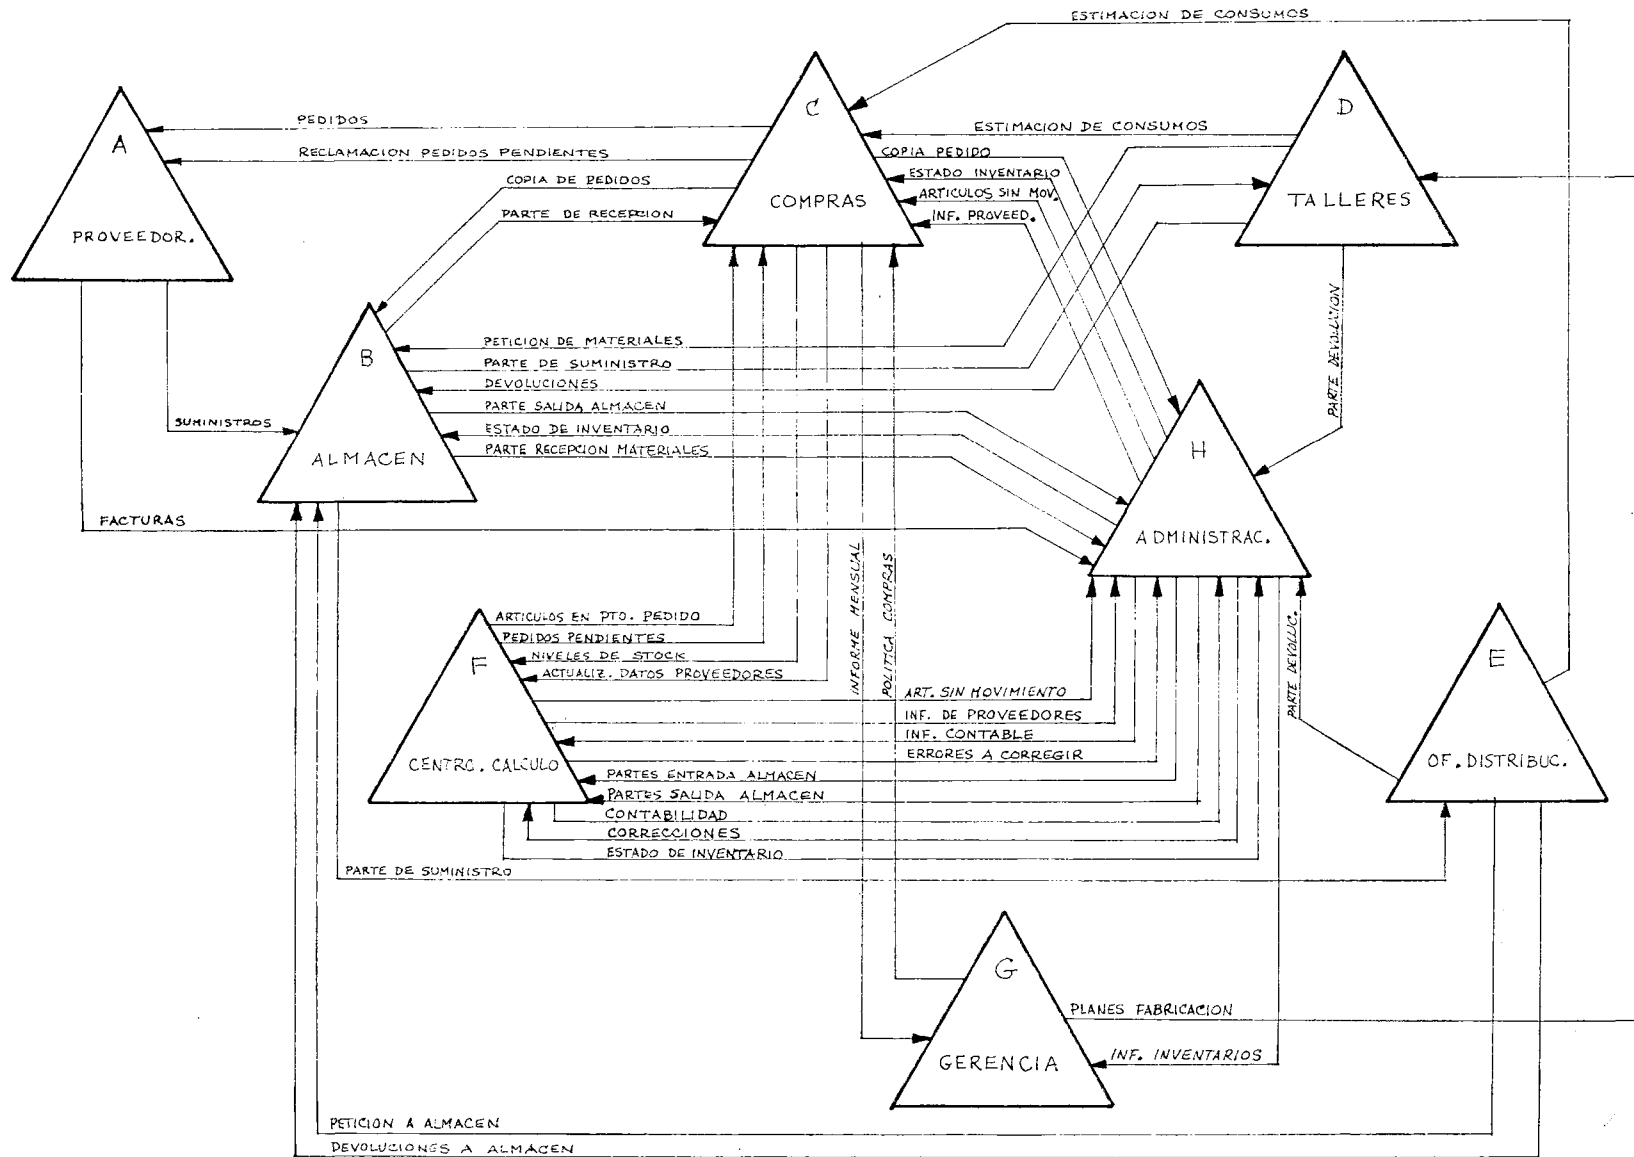 ESTIMACION DE CONSUMOS
C
COMPRAS
D
TALLERES
A
PROVEEDOR.
PEDIDOS
RECLAMACION PEDIDOS PENDIENTES
COPIA DE PEDIDOS
PARTE DE RECEPCION
ESTIMACION DE CONSUMOS
COPIA PEDIDO
ESTADO INVENTARIO
ARTICULOS SIN MOV.
INF. PROVEED.
PARTE DEVOLUCION
B
ALMACEN
SUMINISTROS
PETICION DE MATERIALES
PARTE DE SUMINISTRO
DEVOLUCIONES
PARTE SALIDA ALMACEN
ESTADO DE INVENTARIO
PARTE RECEPCION MATERIALES
H
ADMINISTRAC.
FACTURAS
INFORME MENSUAL
POLITICA COMPRAS
ARTICULOS EN PTO. PEDIDO
PEDIDOS PENDIENTES
NIVELES DE STOCK
ACTUALIZ. DATOS PROVEEDORES
F
CENTRO. CALCULO
ART. SIN MOVIMIENTO
INF. DE PROVEEDORES
INF. CONTABLE
ERRORES A CORREGIR
PARTES ENTRADA ALMACEN
PARTES SALIDA ALMACEN
CONTABILIDAD
CORRECCIONES
ESTADO DE INVENTARIO
PARTE DEVOLUC.
E
OF. DISTRIBUC.
PARTE DE SUMINISTRO
G
GERENCIA
PLANES FABRICACION
INF. INVENTARIOS
PETICION A ALMACEN
DEVOLUCIONES A ALMACEN